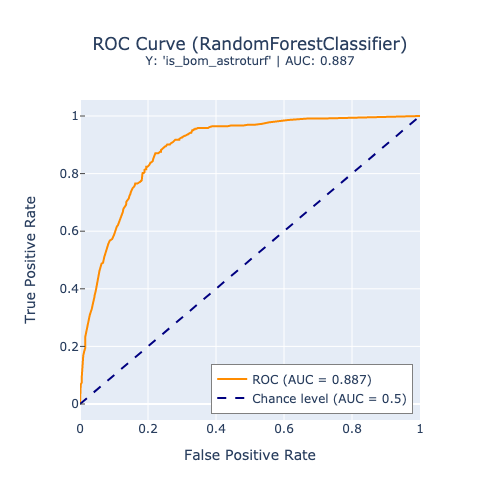 ROC Curve (RandomForestClassifier)
Y: 'is_bom_astroturf' | AUC: 0.887
1
0.8
0.6
0.4
0.2
0
True Positive Rate
ROC (AUC = 0.887)
Chance level (AUC = 0.5)
0 0.2 0.4 0.6 0.8 1
False Positive Rate